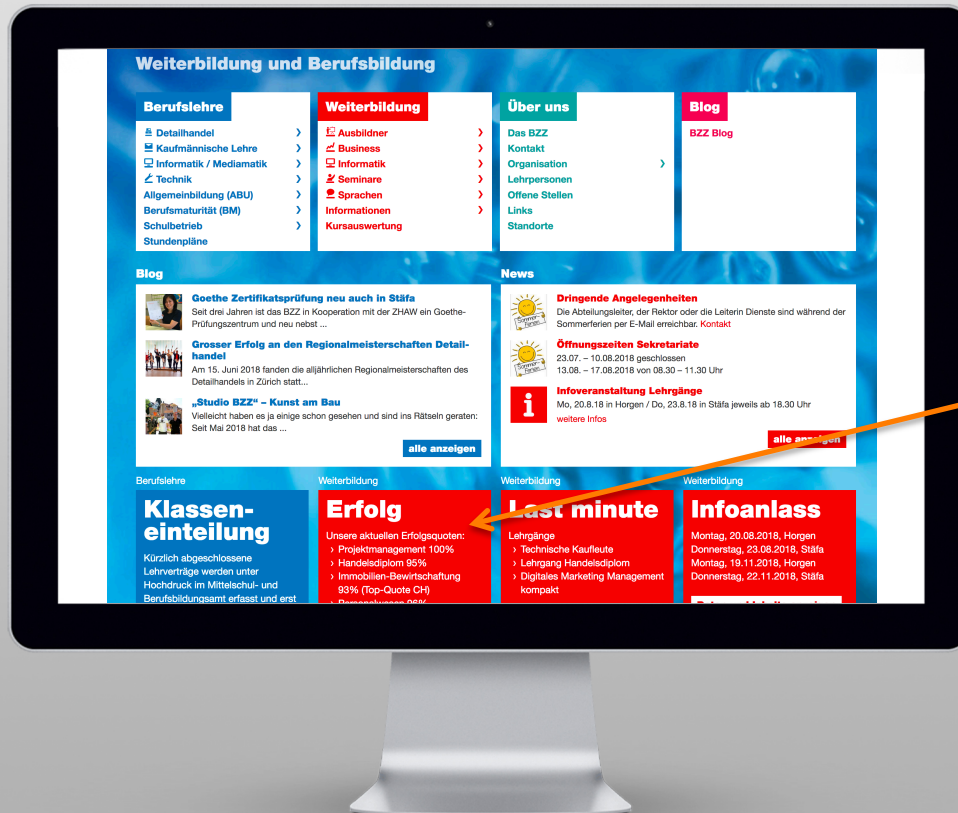 Weiterbildung und Berufsbildung
Berufslehre
Detailhandel
Kaufmännische Lehre
Informatik / Mediamatik
Technik
Allgemeinbildung (ABU)
Berufsmaturität (BM)
Schulbetrieb
Stundenpläne
Weiterbildung
Ausbildner
Business
Informatik
Seminare
Sprachen
Informationen
Kursauswertung
Über uns
Das BZZ
Kontakt
Organisation
Lehrpersonen
Offene Stellen
Links
Standorte
Blog
BZZ Blog
Blog
Goethe Zertifikatsprüfung neu auch in Stäfa
Seit drei Jahren ist das BZZ in Kooperation mit der ZHAW ein Goethe-
Prüfungszentrum und neu nebst ...
Grosser Erfolg an den Regionalmeisterschaften Detail-
handel
Am 15. Juni 2018 fanden die alljährlichen Regionalmeisterschaften des
Detailhandels in Zürich statt...
„Studio BZZ“ – Kunst am Bau
Vielleicht haben es ja einige schon gesehen und sind ins Rätseln geraten:
Seit Mai 2018 hat das ...
alle anzeigen
News
Sommer-
Ferien
Dringende Angelegenheiten
Die Abteilungsleiter, der Rektor oder die Leiterin Dienste sind während der
Sommerferien per E-Mail erreichbar. Kontakt
Sommer-
Ferien
Öffnungszeiten Sekretariate
23.07. – 10.08.2018 geschlossen
13.08. – 17.08.2018 von 08.30 – 11.30 Uhr
i
Infoveranstaltung Lehrgänge
Mo, 20.8.18 in Horgen / Do, 23.8.18 in Stäfa jeweils ab 18.30 Uhr
weitere Infos
alle anzeigen
Berufslehre
Klassen-
einteilung
Kürzlich abgeschlossene
Lehrverträge werden unter
Hochdruck im Mittelschul- und
Berufsbildungsamt erfasst und erst
Weiterbildung
Erfolg
Unsere aktuellen Erfolgsquoten:
› Projektmanagement 100%
› Handelsdiplom 95%
› Immobilien-Bewirtschaftung
93% (Top-Quote CH)
Weiterbildung
Last minute
Lehrgänge
› Technische Kaufleute
› Lehrgang Handelsdiplom
› Digitales Marketing Management
kompakt
Weiterbildung
Infoanlass
Montag, 20.08.2018, Horgen
Donnerstag, 23.08.2018, Stäfa
Montag, 19.11.2018, Horgen
Donnerstag, 22.11.2018, Stäfa